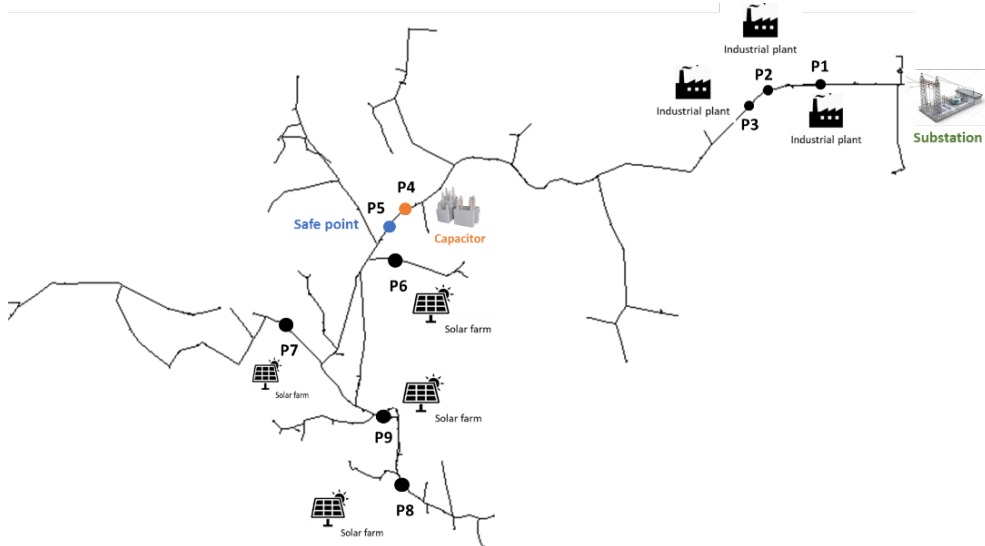 Industrial plant
P1
P2
Industrial plant
P3
Industrial plant
Substation
P4
P5
Safe point
Capacitor
P6
Solar farm
P7
Solar farm
Solar farm
P9
P8
Solar farm